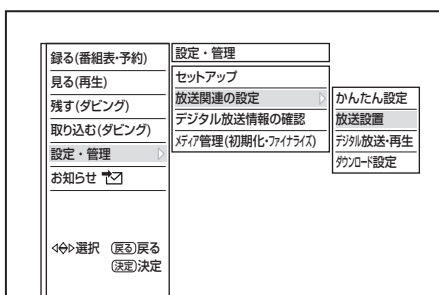 録る(番組表･予約)
見る(再生)
残す(ダビング)
取り込む(ダビング)
設定・管理
お知らせ
選択 戻る戻る
決定決定
設定・管理
セットアップ
放送関連の設定
デジタル放送情報の確認
ﾒﾃﾞｨｱ管理(初期化･ﾌｧｲﾅﾗｲｽﾞ)
かんたん設定
放送設置
ﾃﾞｼﾞﾀﾙ放送･再生
ﾀﾞｳﾝﾛｰﾄﾞ設定